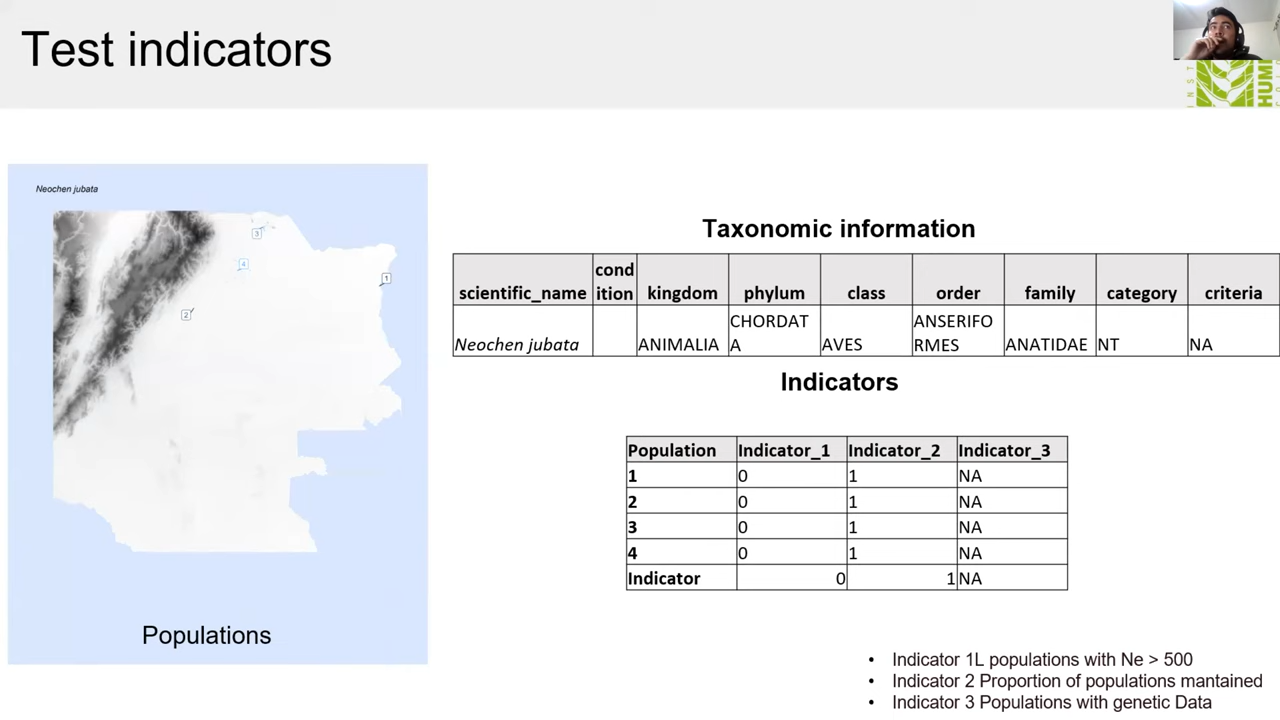 Test indicators
INST
HUM
CO
Neochen jubata
3
4
1
2
Populations
Taxonomic information
scientific_name cond ition kingdom phylum class order family category criteria
Neochen jubata ANIMALIA CHORDAT A AVES ANSERIFO RMES ANATIDAE NT NA
Indicators
Population Indicator_1 Indicator_2 Indicator_3
1 0 1 NA
2 0 1 NA
3 0 1 NA
4 0 1 NA
Indicator 0 1 NA
• Indicator 1L populations with Ne > 500
• Indicator 2 Proportion of populations mantained
• Indicator 3 Populations with genetic Data